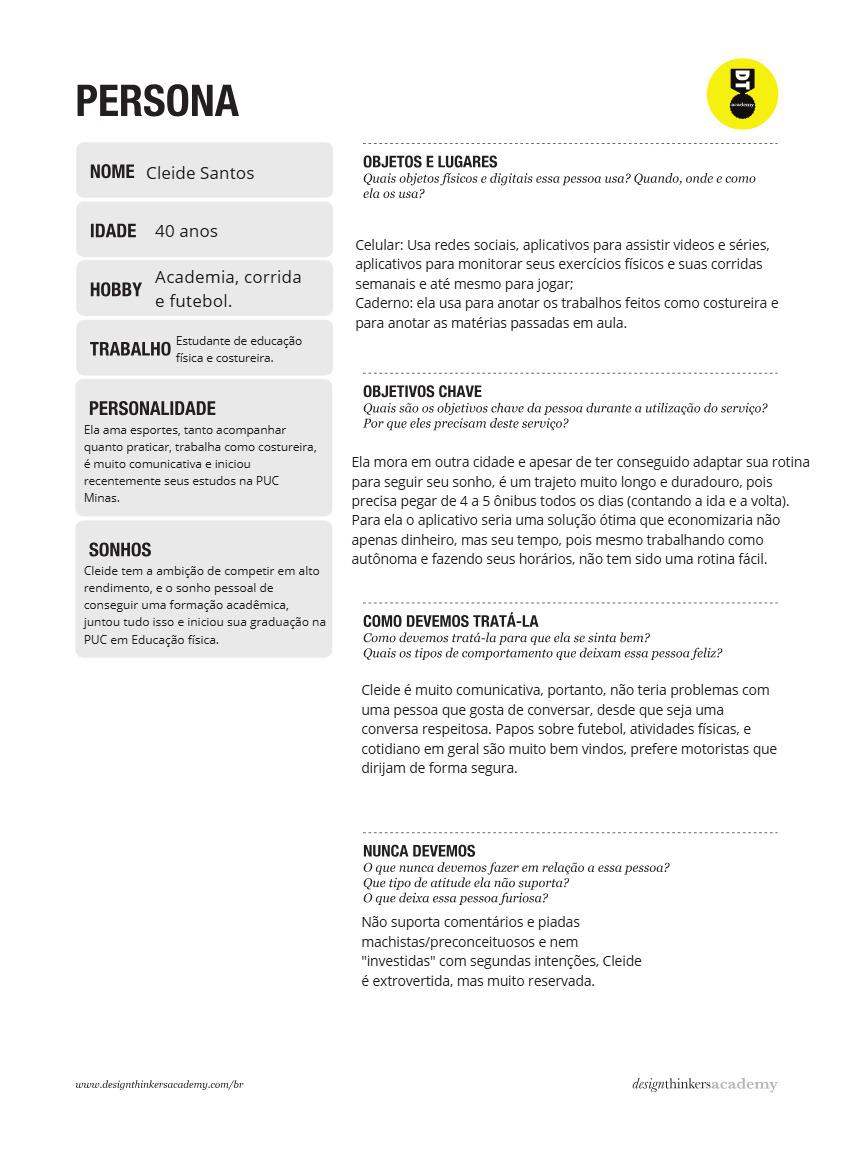 PERSONA
DT
academy
NOME Cleide Santos
IDADE 40 anos
HOBBY Academia, corrida
e futebol.
TRABALHO Estudante de educação
física e costureira.
PERSONALIDADE
Ela ama esportes, tanto acompanhar
quanto praticar, trabalha como costureira,
é muito comunicativa e iniciou
recentemente seus estudos na PUC
Minas.
SONHOS
Cleide tem a ambição de competir em alto
rendimento, e o sonho pessoal de
conseguir uma formação acadêmica,
juntou tudo isso e iniciou sua graduação na
PUC em Educação física.
OBJETOS E LUGARES
Quais objetos físicos e digitais essa pessoa usa? Quando, onde e como
ela os usa?
Celular: Usa redes sociais, aplicativos para assistir videos e séries,
aplicativos para monitorar seus exercícios físicos e suas corridas
semanais e até mesmo para jogar;
Caderno: ela usa para anotar os trabalhos feitos como costureira e
para anotar as matérias passadas em aula.
OBJETIVOS CHAVE
Quais são os objetivos chave da pessoa durante a utilização do serviço?
Por que eles precisam deste serviço?
Ela mora em outra cidade e apesar de ter conseguido adaptar sua rotina
para seguir seu sonho, é um trajeto muito longo e duradouro, pois
precisa pegar de 4 a 5 ônibus todos os dias (contando a ida e a volta).
Para ela o aplicativo seria uma solução ótima que economizaria não
apenas dinheiro, mas seu tempo, pois mesmo trabalhando como
autônoma e fazendo seus horários, não tem sido uma rotina fácil.
COMO DEVEMOS TRATÁ-LA
Como devemos tratá-la para que ela se sinta bem?
Quais os tipos de comportamento que deixam essa pessoa feliz?
Cleide é muito comunicativa, portanto, não teria problemas com
uma pessoa que gosta de conversar, desde que seja uma
conversa respeitosa. Papos sobre futebol, atividades físicas, e
cotidiano em geral são muito bem vindos, prefere motoristas que
dirijam de forma segura.
NUNCA DEVEMOS
O que nunca devemos fazer em relação a essa pessoa?
Que tipo de atitude ela não suporta?
O que deixa essa pessoa furiosa?
Não suporta comentários e piadas
machistas/preconceituosos e nem
"investidas" com segundas intenções, Cleide
é extrovertida, mas muito reservada.
www.designthinkersacademy.com/br
designthinkersacademy